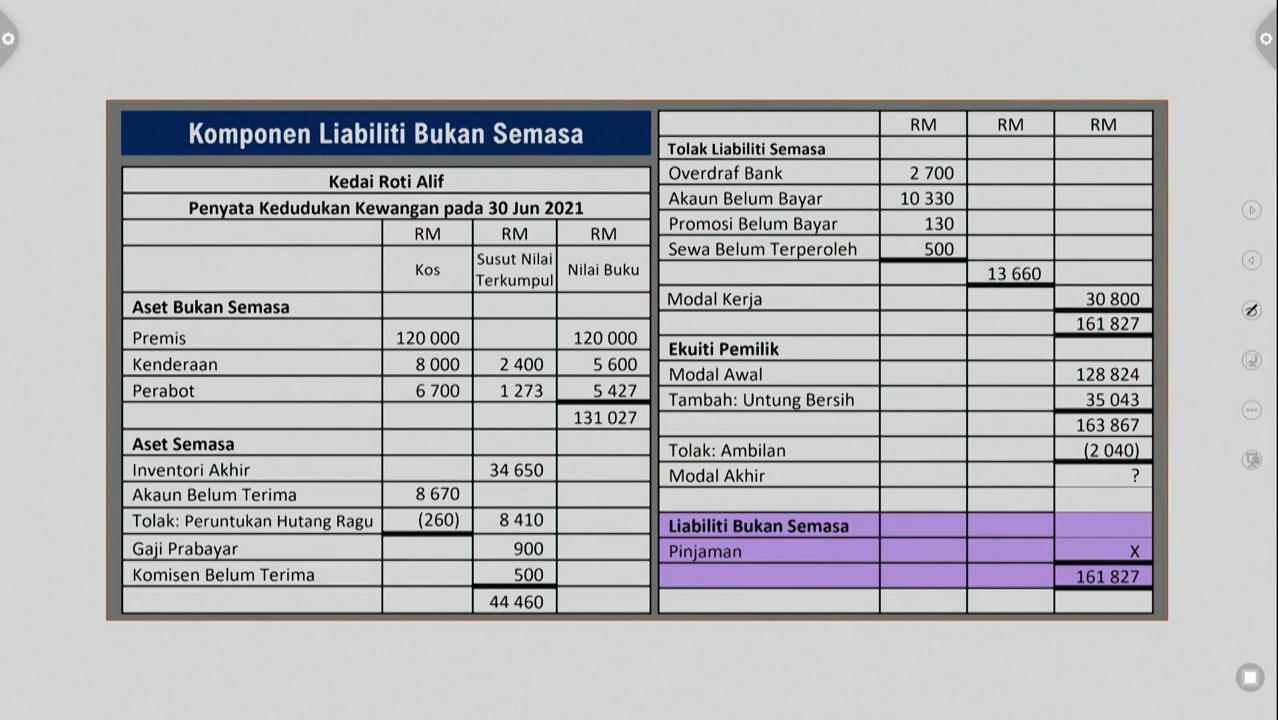 Komponen Liabiliti Bukan Semasa
Kedai Roti Alif
Penyata Kedudukan Kewangan pada 30 Jun 2021
RM RM RM
Kos Susut Nilai Terkumpul Nilai Buku
Aset Bukan Semasa
Premis 120 000 120 000
Kenderaan 8 000 2 400 5 600
Perabot 6 700 1 273 5 427
131 027
Aset Semasa
Inventori Akhir 34 650
Akaun Belum Terima 8 670
Tolak: Peruntukan Hutang Ragu (260) 8 410
Gaji Prabayar 900
Komisen Belum Terima 500
44 460
RM RM RM
Tolak Liabiliti Semasa
Overdraf Bank 2 700
Akaun Belum Bayar 10 330
Promosi Belum Bayar 130
Sewa Belum Terperoleh 500
13 660
Modal Kerja 30 800
161 827
Ekuiti Pemilik
Modal Awal 128 824
Tambah: Untung Bersih 35 043
163 867
Tolak: Ambilan (2 040)
Modal Akhir ?
Liabiliti Bukan Semasa
Pinjaman X
161 827